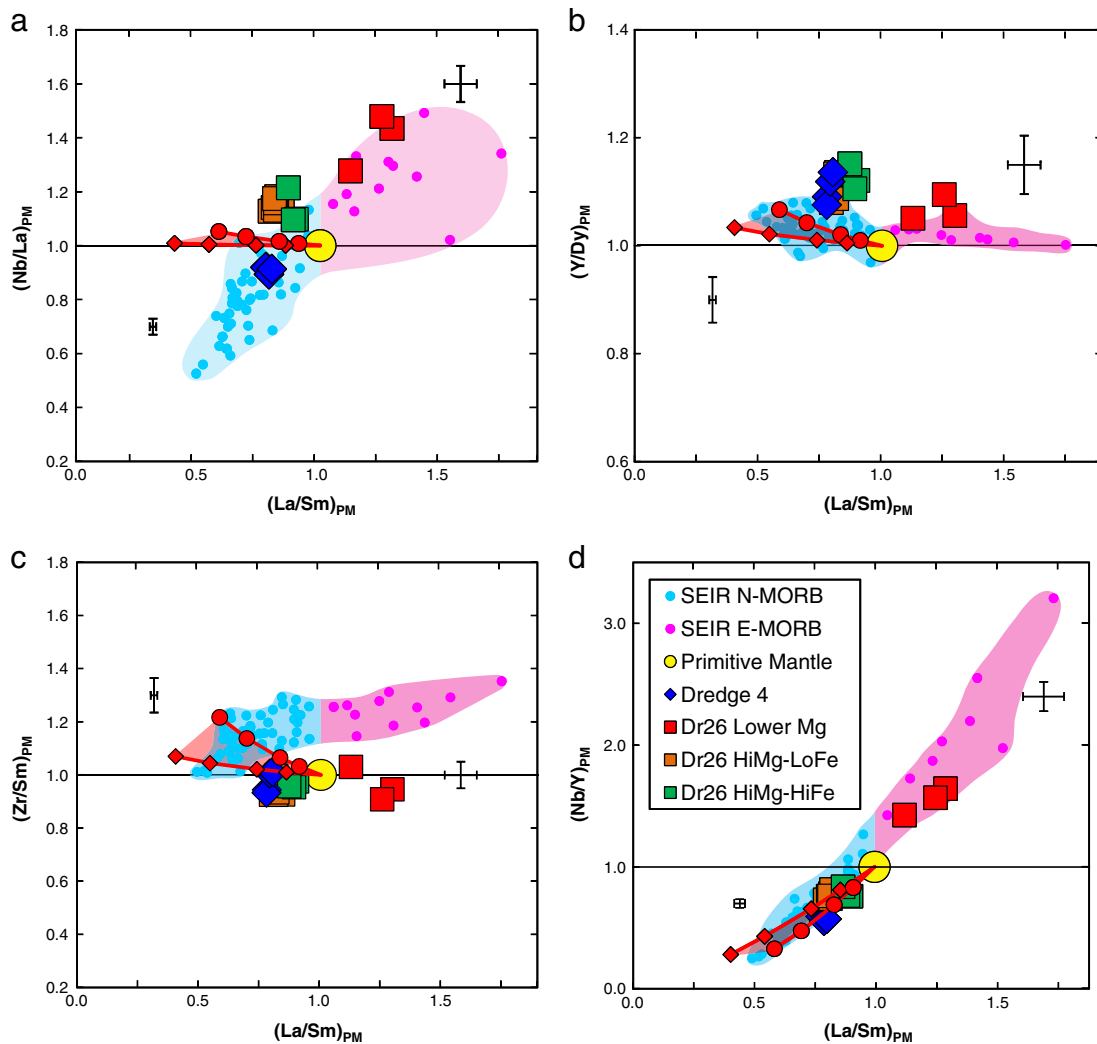 a
1.8
1.6
1.4
1.2
1.0
0.8
0.6
0.4
0.2
(Nb/La)PM
0.0 0.5 1.0 1.5
(La/Sm)PM
b
1.4
1.2
1.0
0.8
0.6
(Y/Dy)PM
0.0 0.5 1.0 1.5
(La/Sm)PM
c
1.8
1.6
1.4
1.2
1.0
0.8
0.6
0.4
0.2
(Zr/Sm)PM
0.0 0.5 1.0 1.5
(La/Sm)PM
d
3.0
2.0
1.0
0.0
(Nb/Y)PM
SEIR N-MORB
SEIR E-MORB
Primitive Mantle
Dredge 4
Dr26 Lower Mg
Dr26 HiMg-LoFe
Dr26 HiMg-HiFe
0.0 0.5 1.0 1.5
(La/Sm)PM